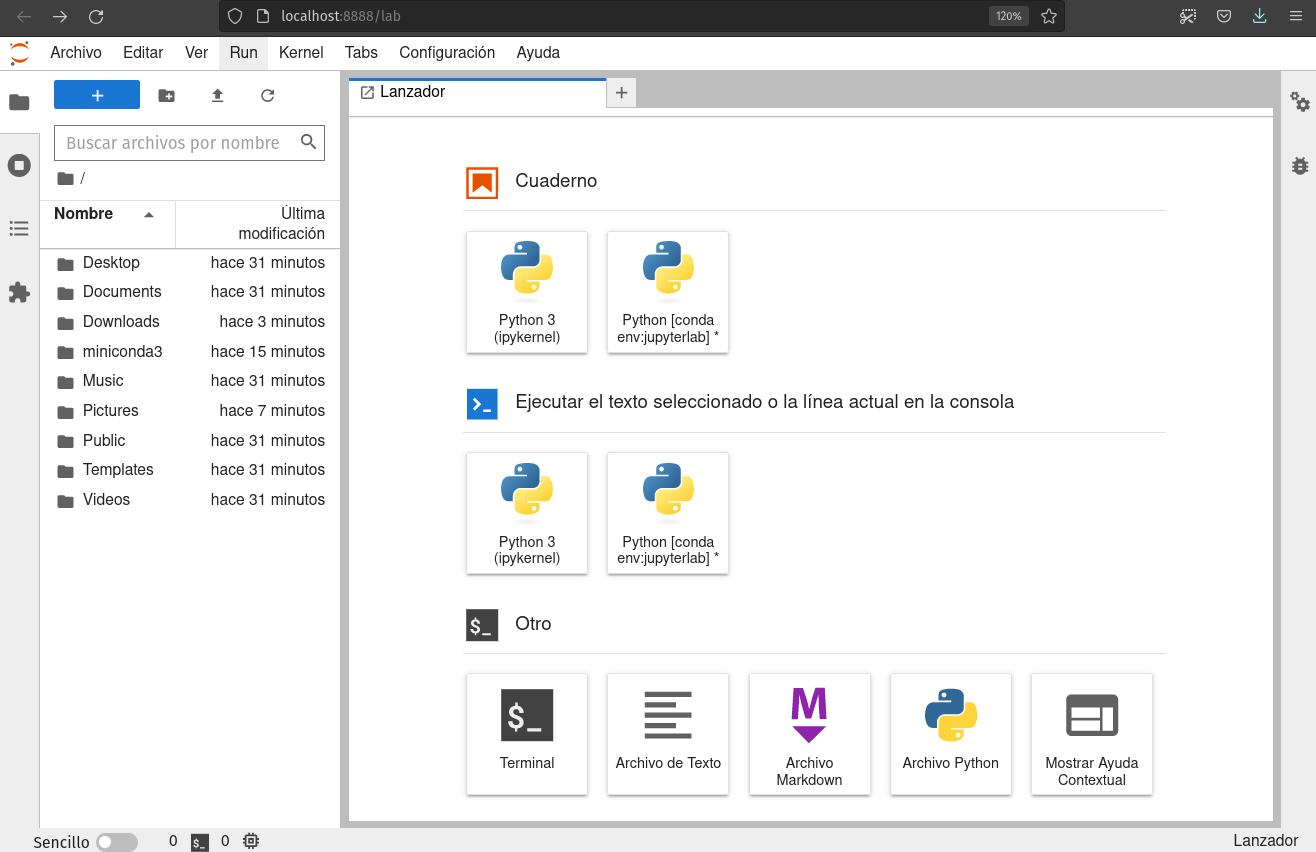 localhost:8888/lab
120%
Archivo Editar Ver Run Kernel Tabs Configuración Ayuda
+
Buscar archivos por nombre
/
Nombre
Última
modificación
Desktop hace 31 minutos
Documents hace 31 minutos
Downloads hace 3 minutos
miniconda3 hace 15 minutos
Music hace 31 minutos
Pictures hace 7 minutos
Public hace 31 minutos
Templates hace 31 minutos
Videos hace 31 minutos
Lanzador
+
Cuaderno
Python 3
(ipykernel)
Python [conda
env:jupyterlab] *
Ejecutar el texto seleccionado o la línea actual en la consola
Python 3
(ipykernel)
Python [conda
env:jupyterlab] *
$_
Otro
$_
Terminal
Archivo de Texto
M
Archivo
Markdown
Archivo Python
Mostrar Ayuda
Contextual
Sencillo 0 $_ 0
Lanzador